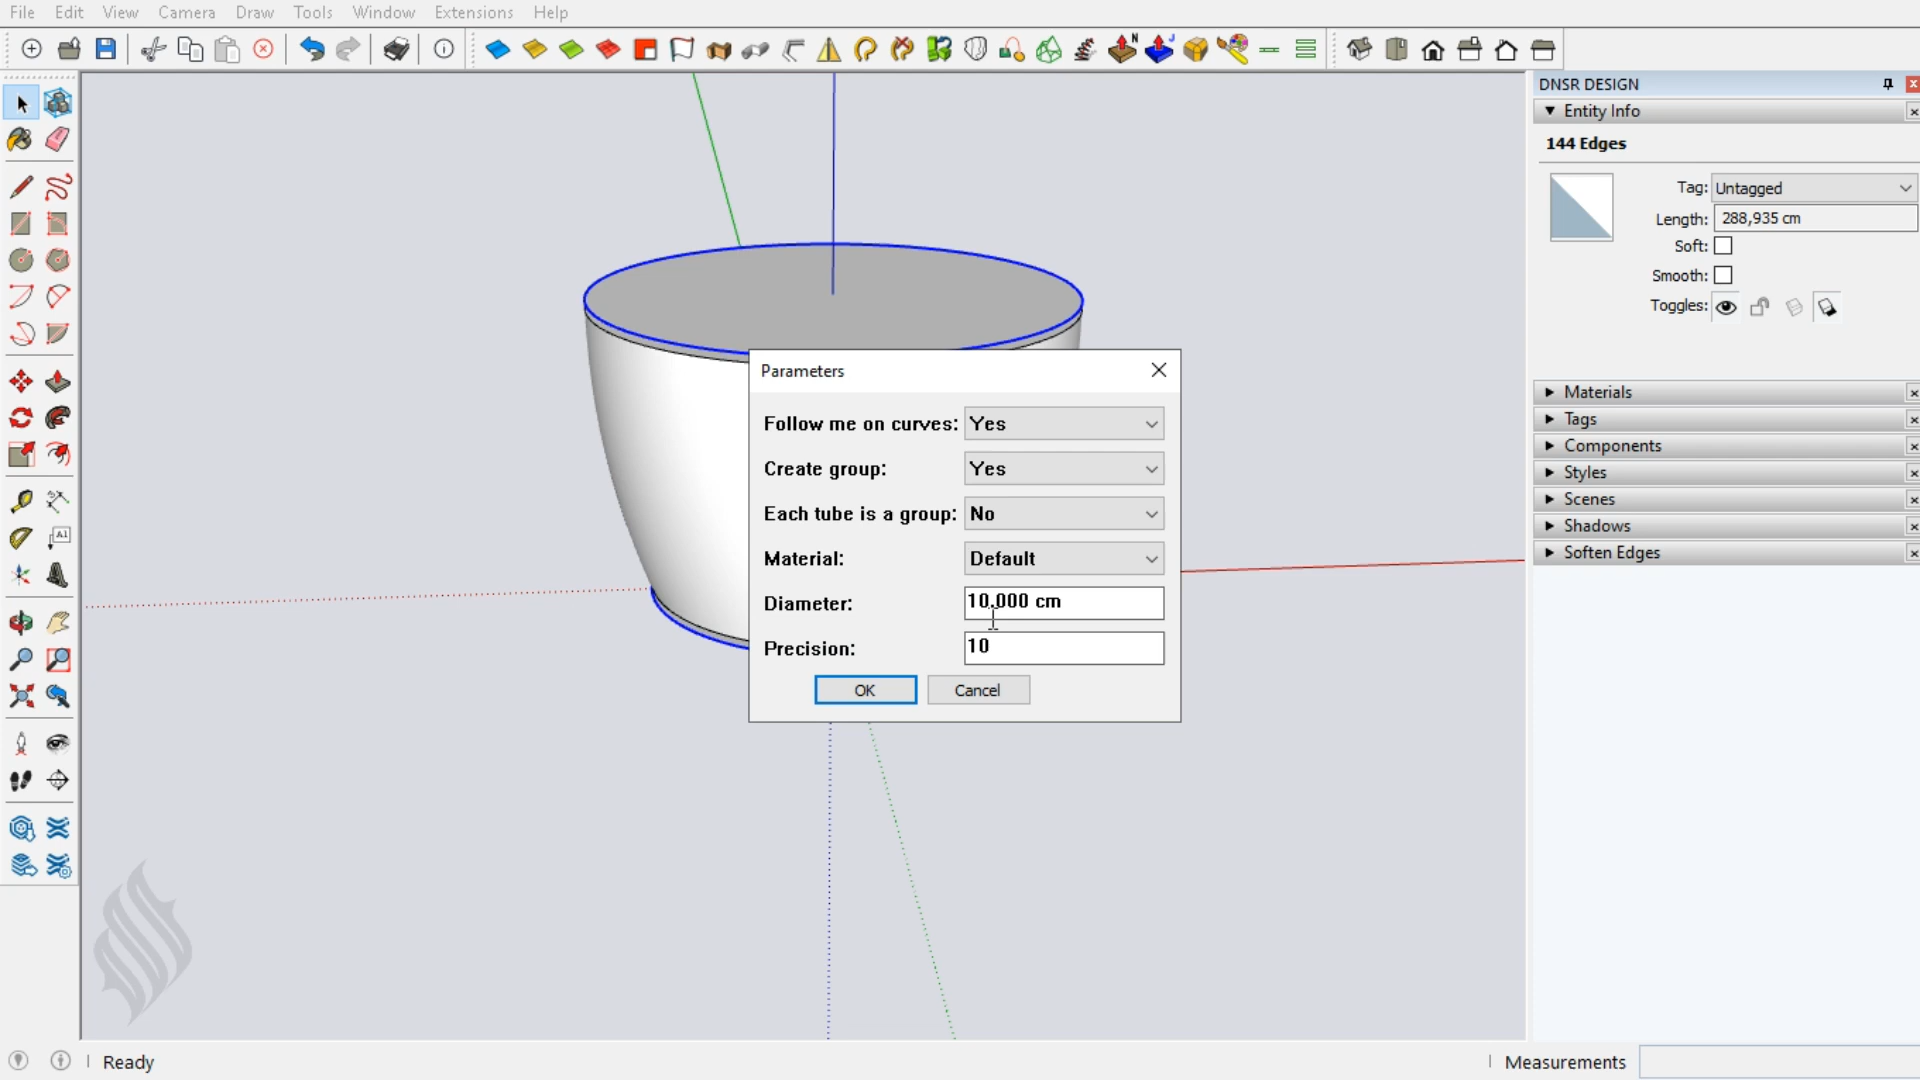 File Edit View Camera Draw Tools Window Extensions Help
DNSR DESIGN
Entity Info
144 Edges
Tag: Untagged
Length: 288,935 cm
Soft:
Smooth:
Toggles:
Materials
Tags
Components
Styles
Scenes
Shadows
Soften Edges
Parameters
Follow me on curves: Yes
Create group: Yes
Each tube is a group: No
Material: Default
Diameter: 10,000 cm
Precision: 10
OK Cancel
Ready
Measurements